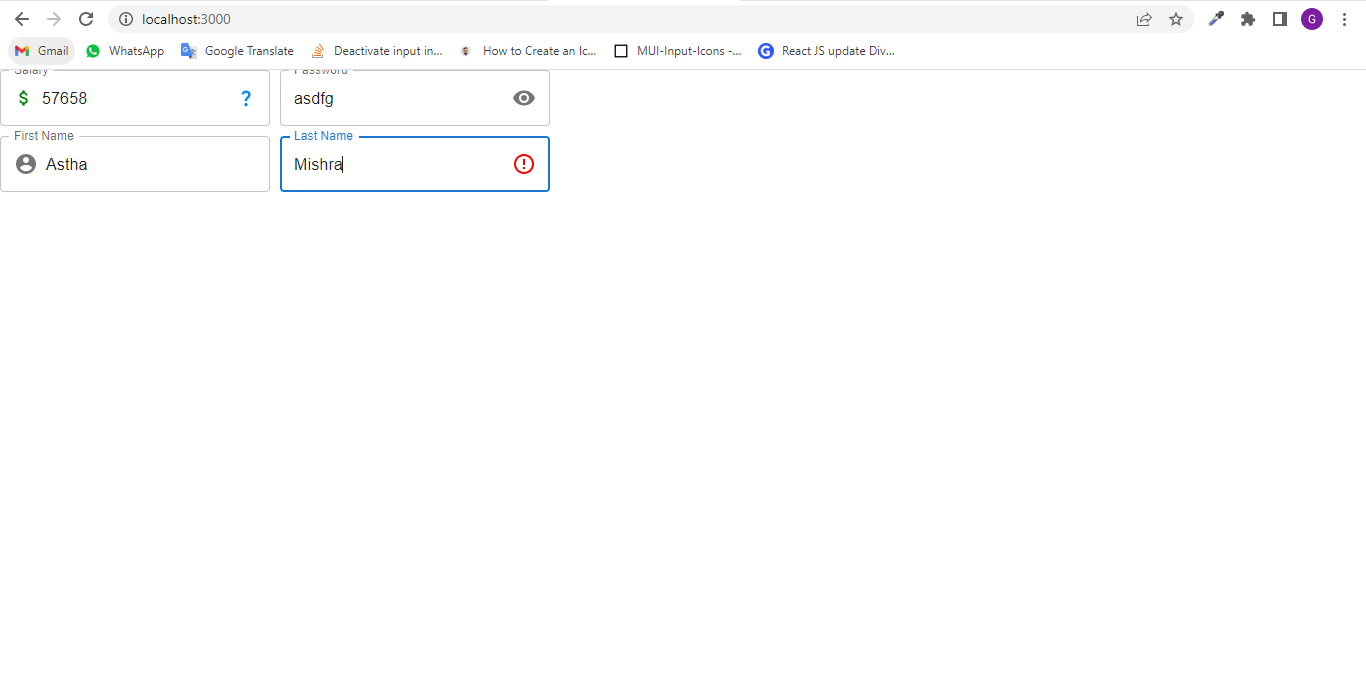 localhost:3000
G
Gmail WhatsApp Google Translate Deactivate input in... How to Create an Ic... MUI-Input-Icons -... React JS update Div...
Salary Password
$ 57658 ? asdfg
First Name Last Name
Astha Mishra